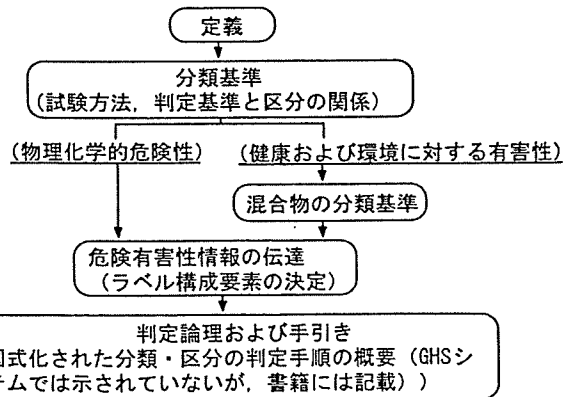 定義
分類基準
(試験方法，判定基準と区分の関係)
(物理化学的危険性)
(健康および環境に対する有害性)
混合物の分類基準
危険有害性情報の伝達
(ラベル構成要素の決定)
判定論理および手引き
図式化された分類・区分の判定手順の概要（GHSシ
テムでは示されていないが，書籍には記載））